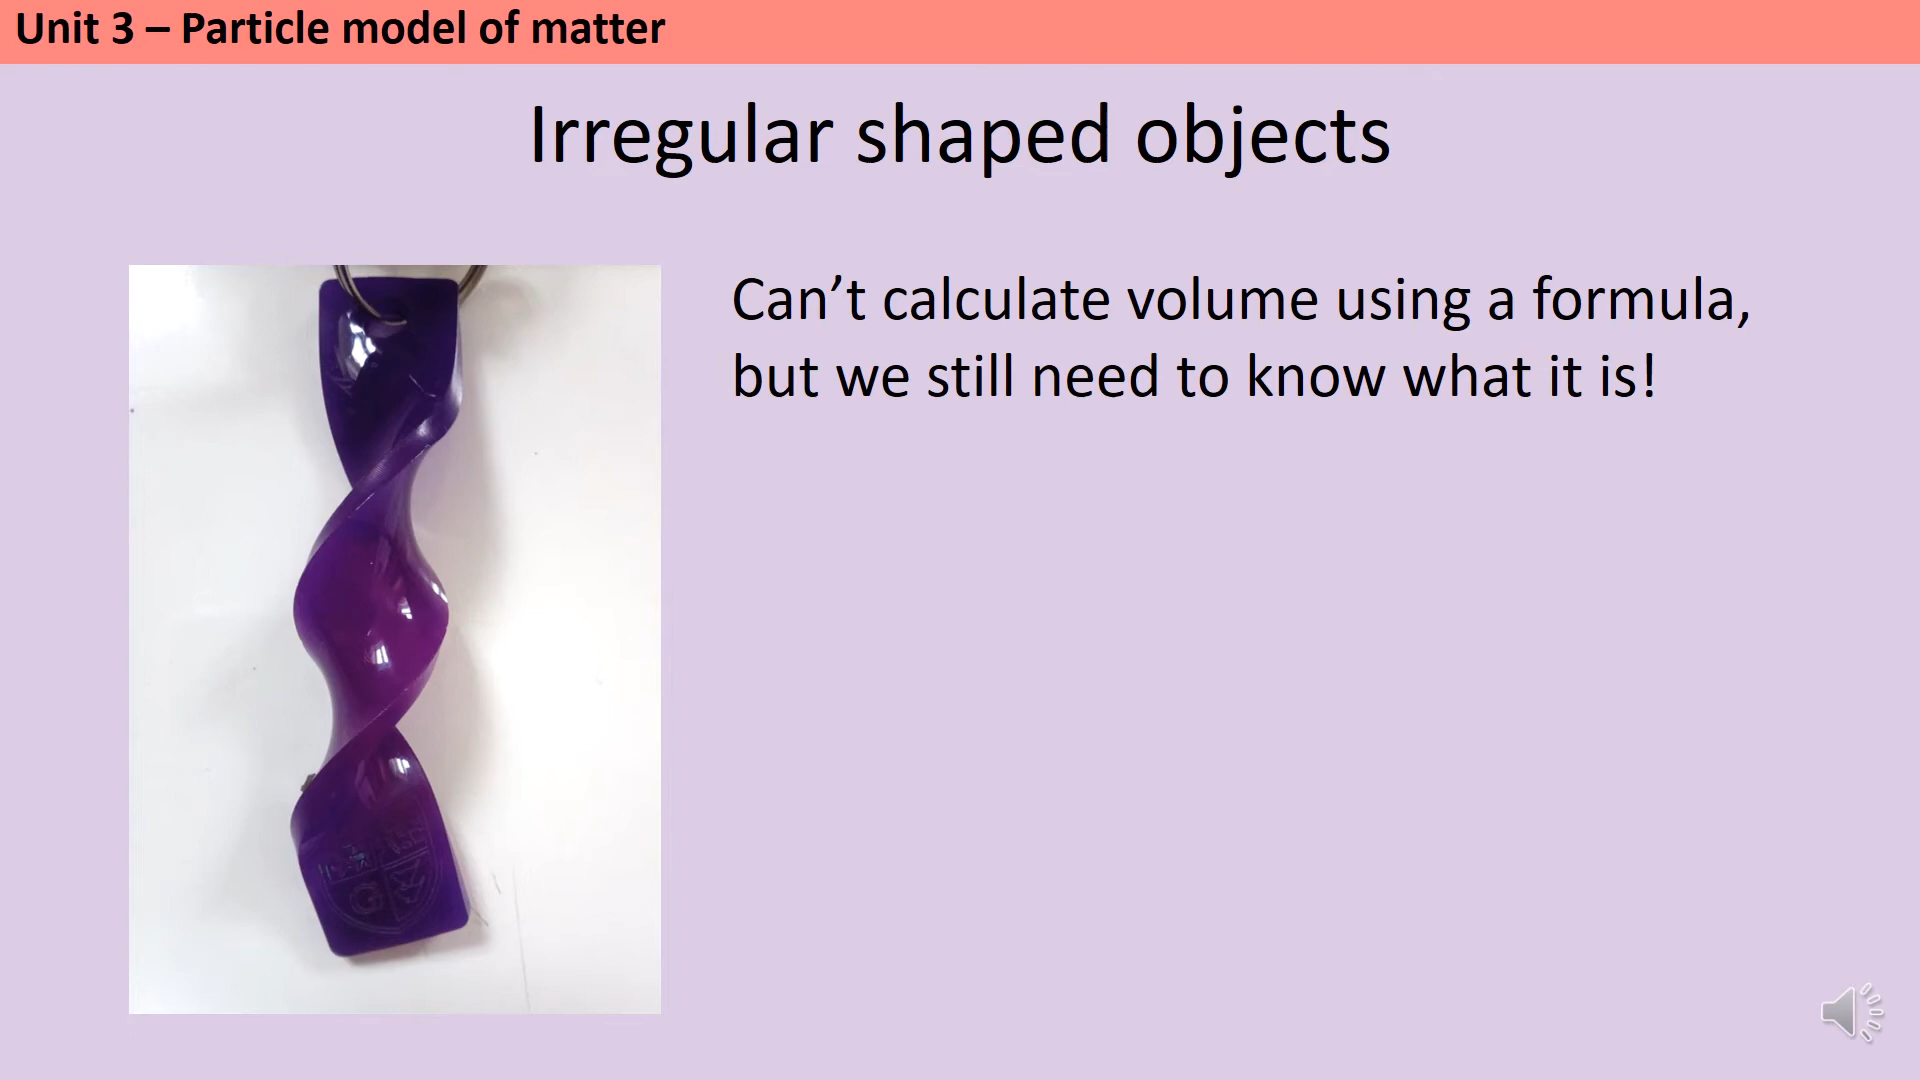 Unit 3 – Particle model of matter
Irregular shaped objects
Can’t calculate volume using a formula,
but we still need to know what it is!
G